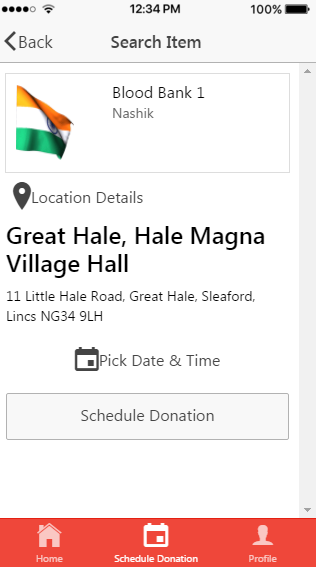 12:34 PM
100%
Back
Search Item
Blood Bank 1
Nashik
Location Details
Great Hale, Hale Magna
Village Hall
11 Little Hale Road, Great Hale, Sleaford,
Lincs NG34 9LH
Pick Date & Time
Schedule Donation
Home
Schedule Donation
Profile